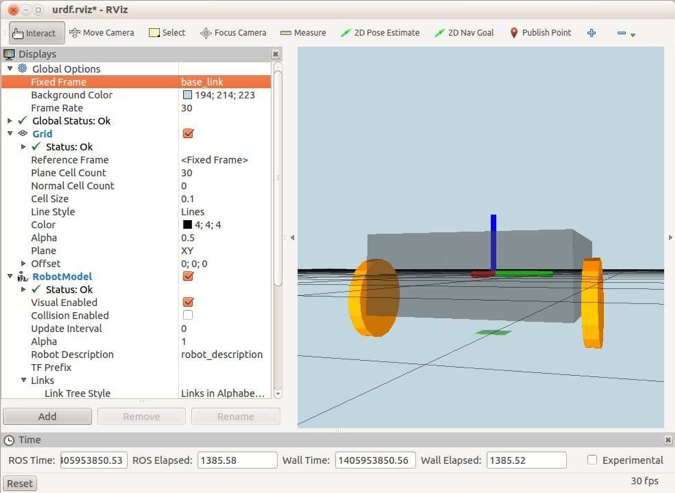 urdf.rviz* - RViz
Interact Move Camera Select Focus Camera Measure 2D Pose Estimate 2D Nav Goal Publish Point
Displays
Global Options
Fixed Frame base_link
Background Color 194; 214; 223
Frame Rate 30
Global Status: Ok
Grid
Status: Ok
Reference Frame <Fixed Frame>
Plane Cell Count 30
Normal Cell Count 0
Cell Size 0.1
Line Style Lines
Color 4; 4; 4
Alpha 0.5
Plane XY
Offset 0; 0; 0
RobotModel
Status: Ok
Visual Enabled
Collision Enabled
Update Interval 0
Alpha 1
Robot Description robot_description
TF Prefix
Links
Link Tree Style Links in Alphabe...
Add Remove Rename
Time
ROS Time: 405953850.53 ROS Elapsed: 1385.58 Wall Time: 1405953850.56 Wall Elapsed: 1385.52 Experimental
Reset 30 fps